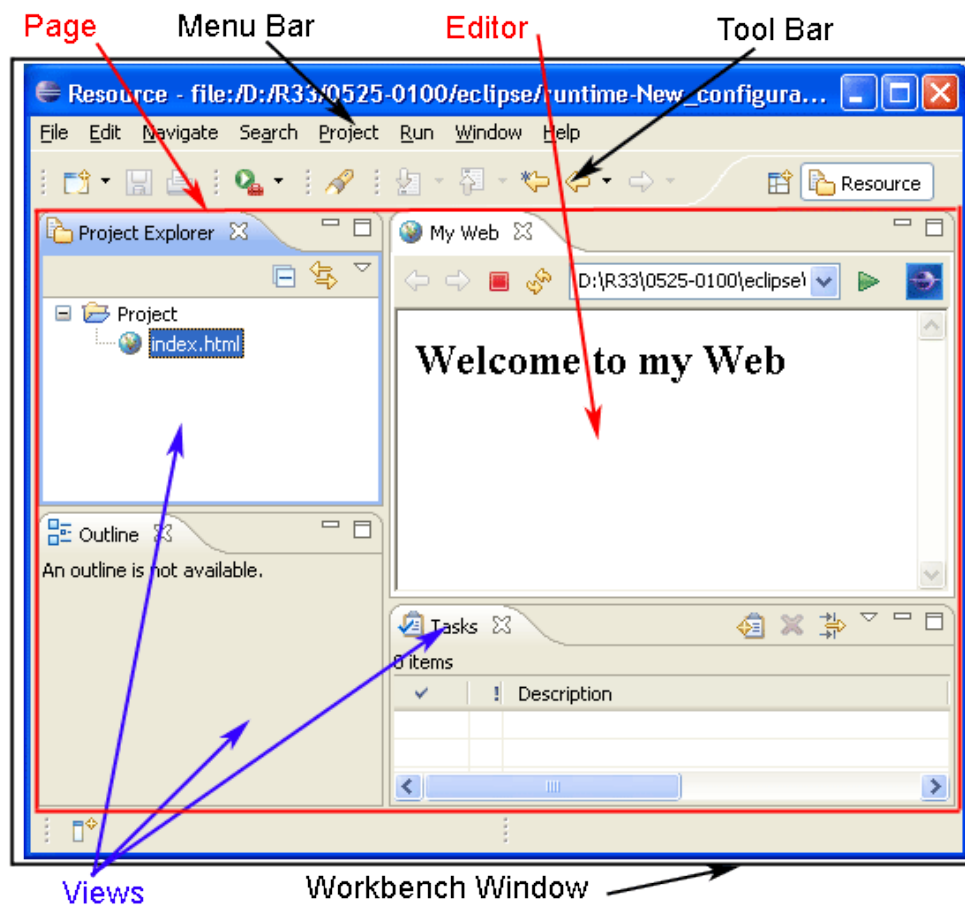 Page Menu Bar Editor Tool Bar
Resource - file:/D:/R33/0525-0100/eclipse/runtime-New_configura...
File Edit Navigate Search Project Run Window Help
Resource
Project Explorer
My Web
D:\R33\0525-0100\eclipse\
Project
index.html
Welcome to my Web
Outline
An outline is not available.
Tasks
0 items
! Description
Views
Workbench Window